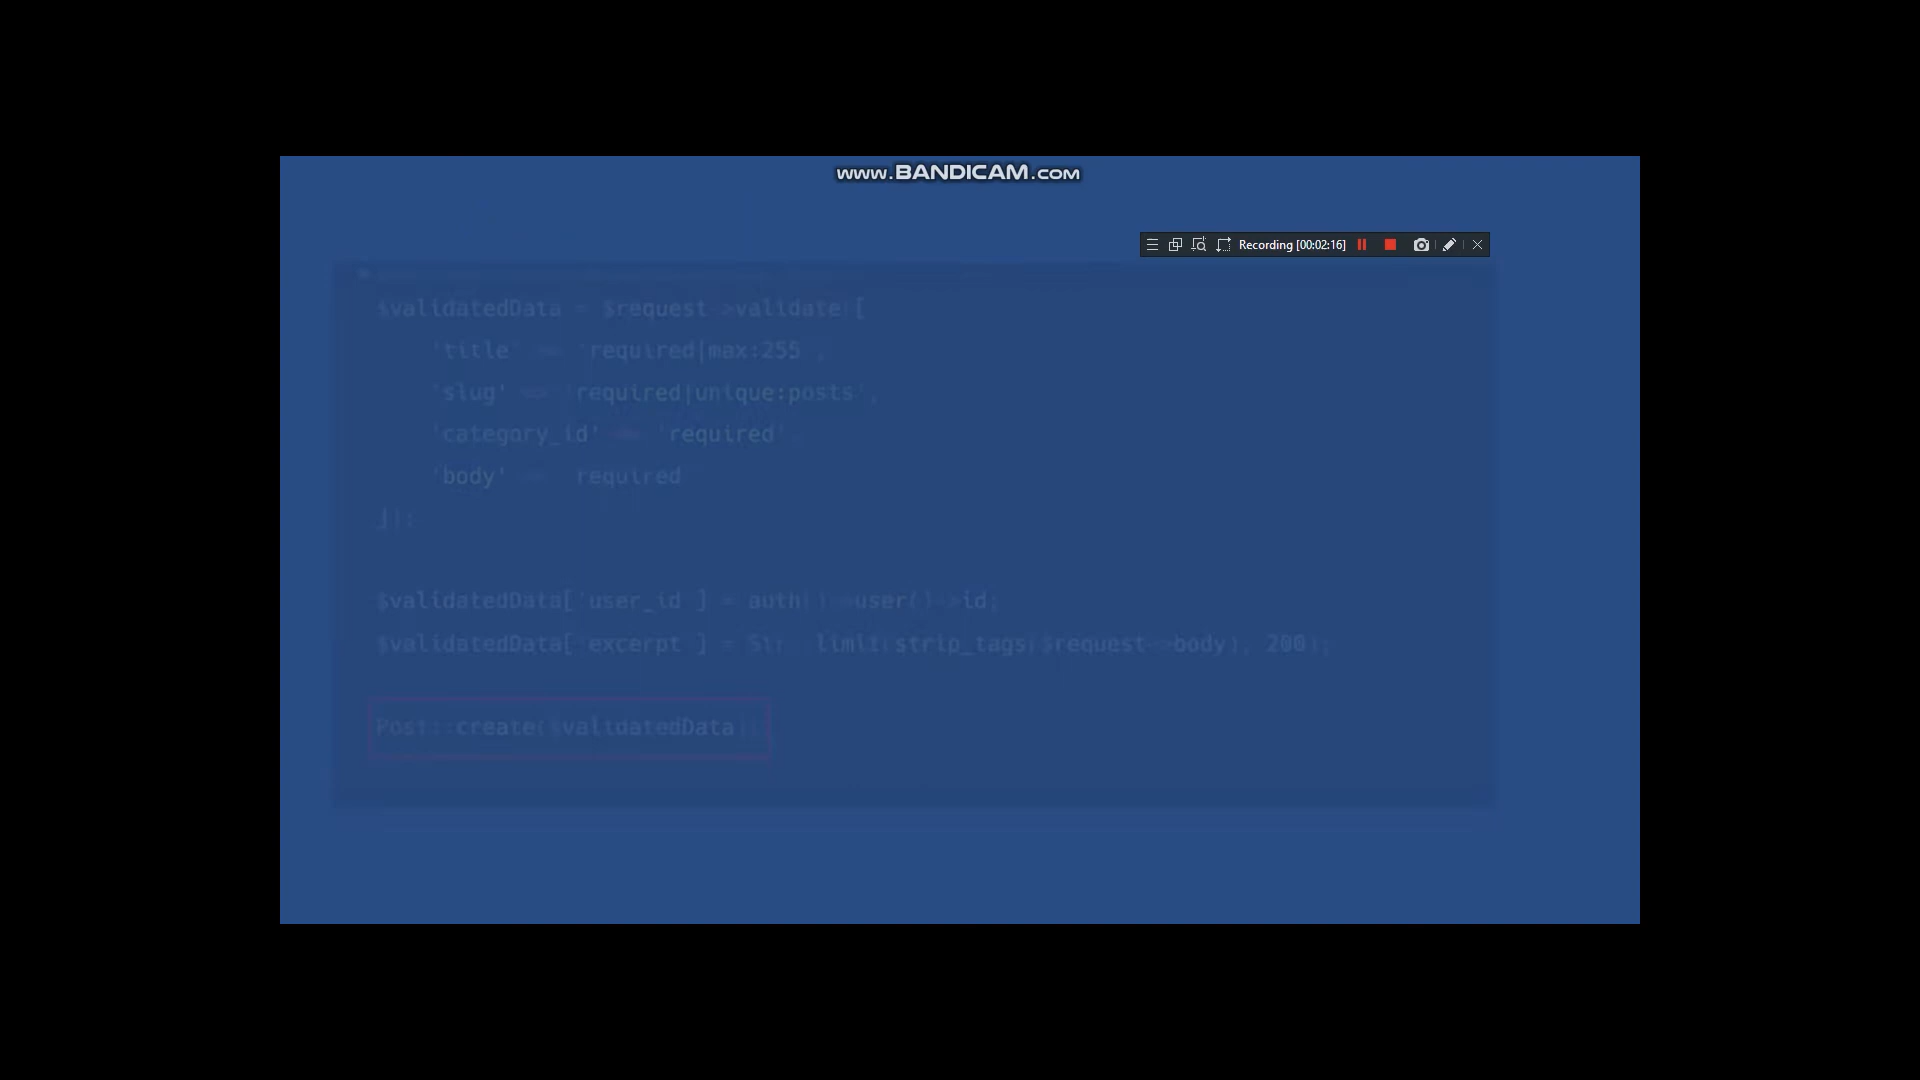 www.BANDICAM.com
Recording [00:02:16]
$validatedData = $request->validate([
'title' => 'required|max:255',
'slug' => 'required|unique:posts',
'category_id' => 'required',
'body' => 'required'
]);
$validatedData['user_id'] = auth()->user()->id;
$validatedData['excerpt'] = Str::limit(strip_tags($request->body), 200);
Post::create($validatedData);